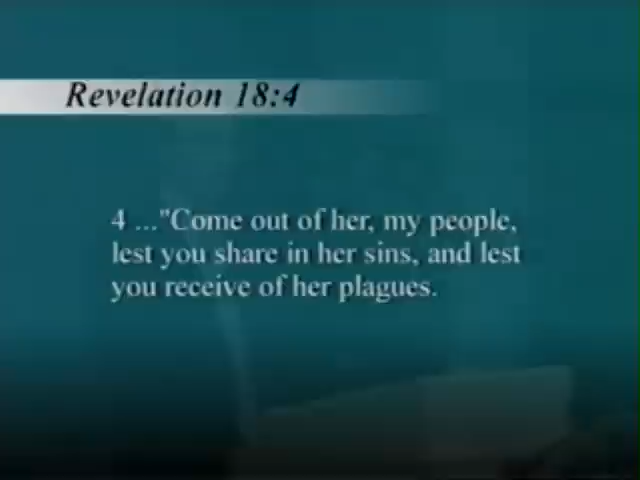 Revelation 18:4
4 ..."Come out of her, my people,
lest you share in her sins, and lest
you receive of her plagues.